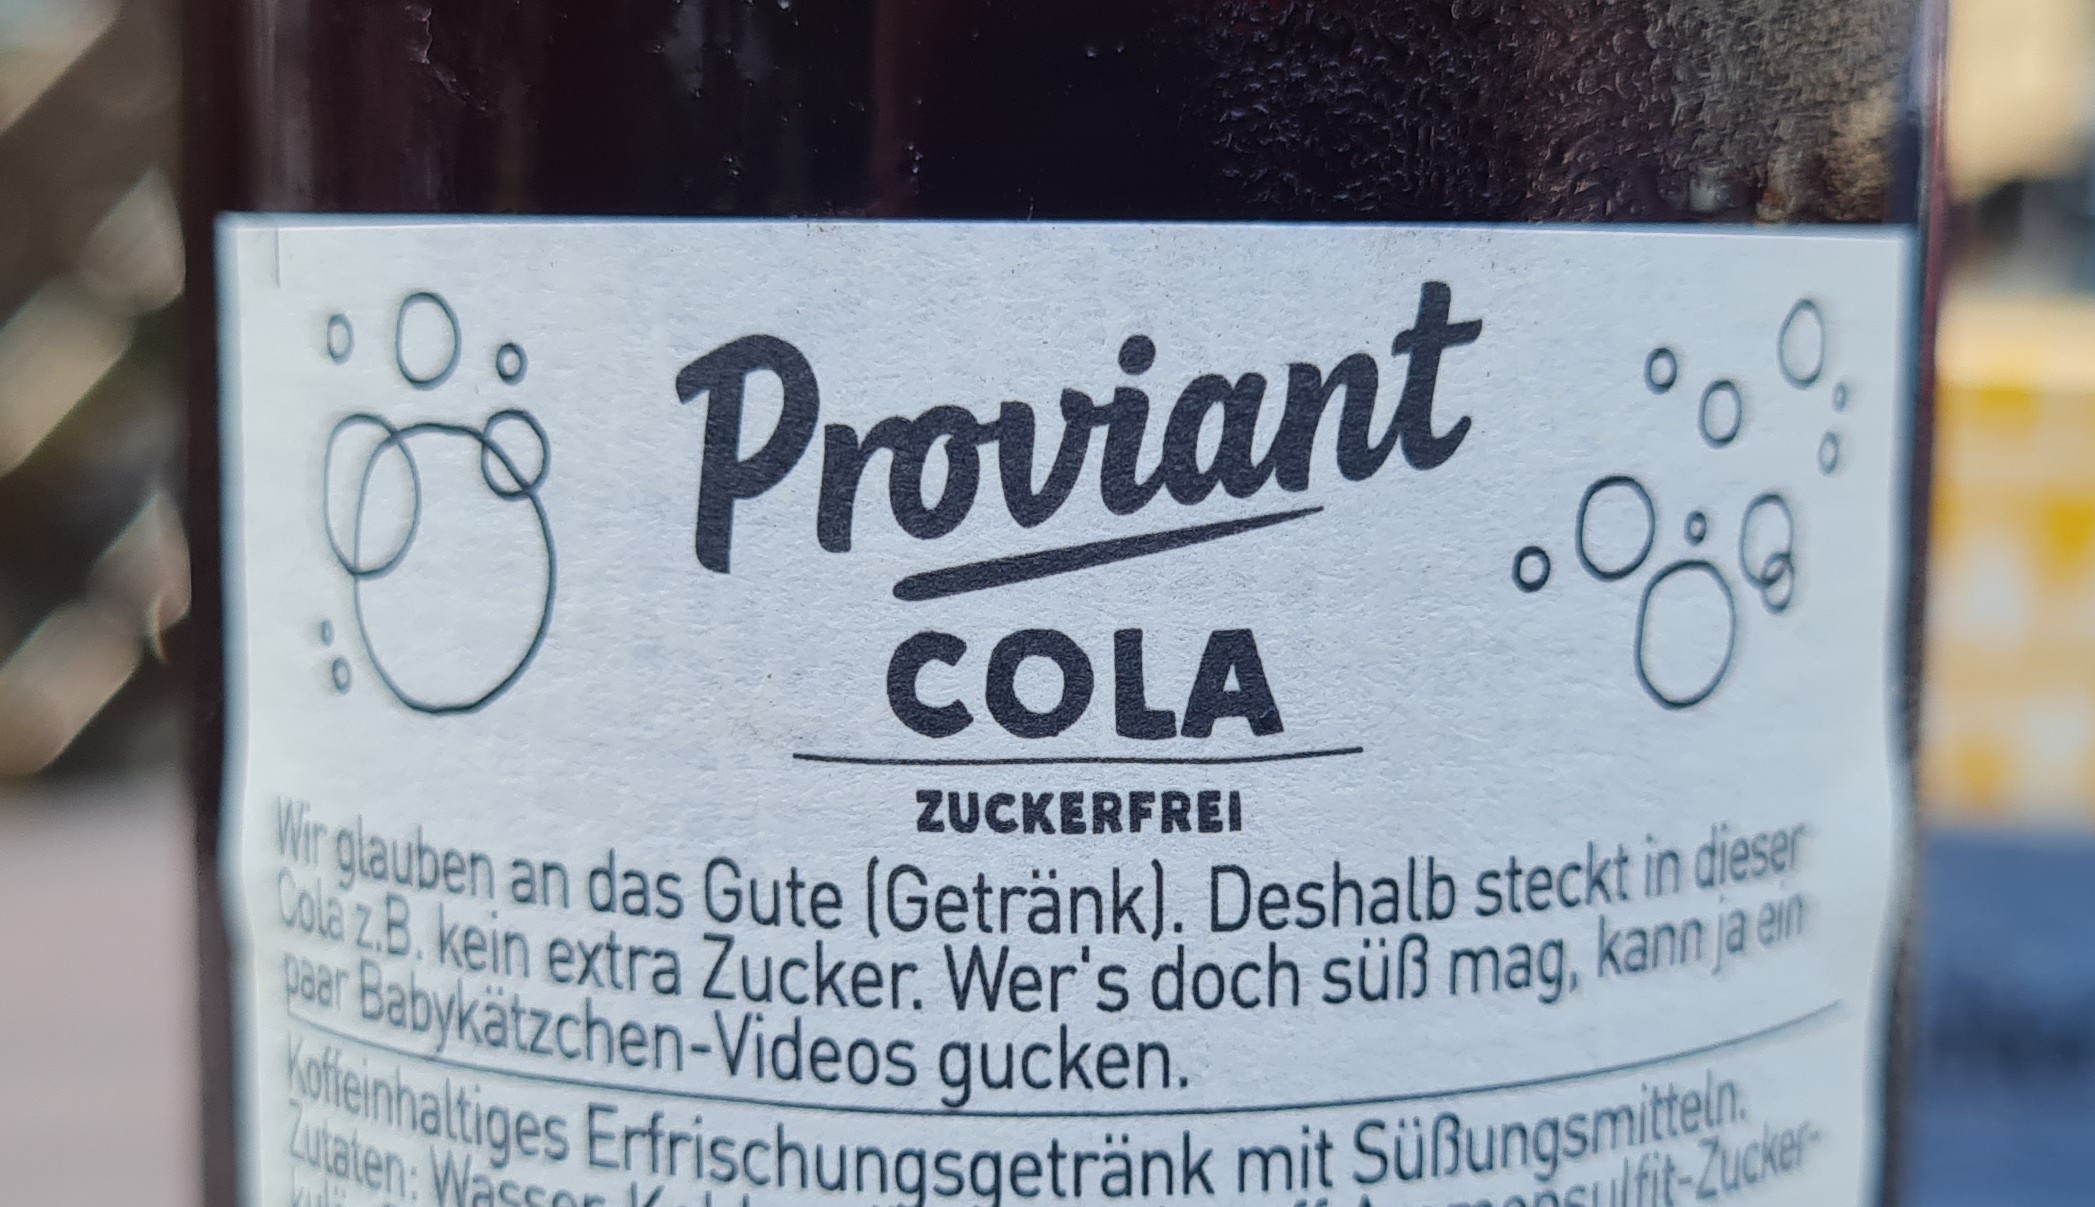 Proviant
COLA
ZUCKERFREI
Wir glauben an das Gute (Getränk). Deshalb steckt in dieser
Cola z.B. kein extra Zucker. Wer's doch süß mag, kann ja ein
paar Babykätzchen-Videos gucken.
Koffeinhaltiges Erfrischungsgetränk mit Süßungsmitteln.
Zutaten: Wasser